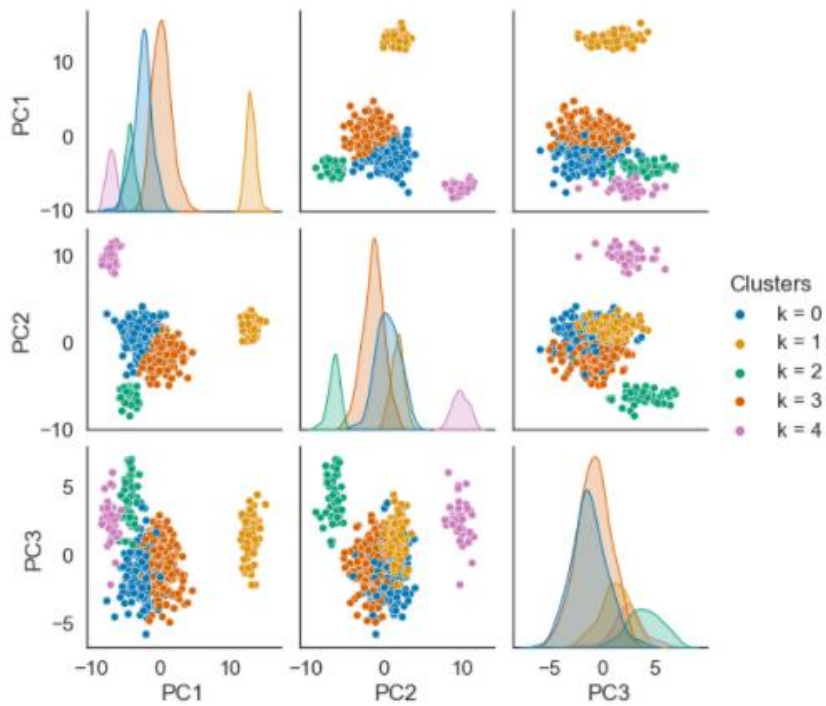 PC1
10
0
−10
PC2
10
0
−10
PC3
5
0
−5
−10 0 10
PC1
−10 0 10
PC2
−5 0 5
PC3
Clusters
k = 0
k = 1
k = 2
k = 3
k = 4